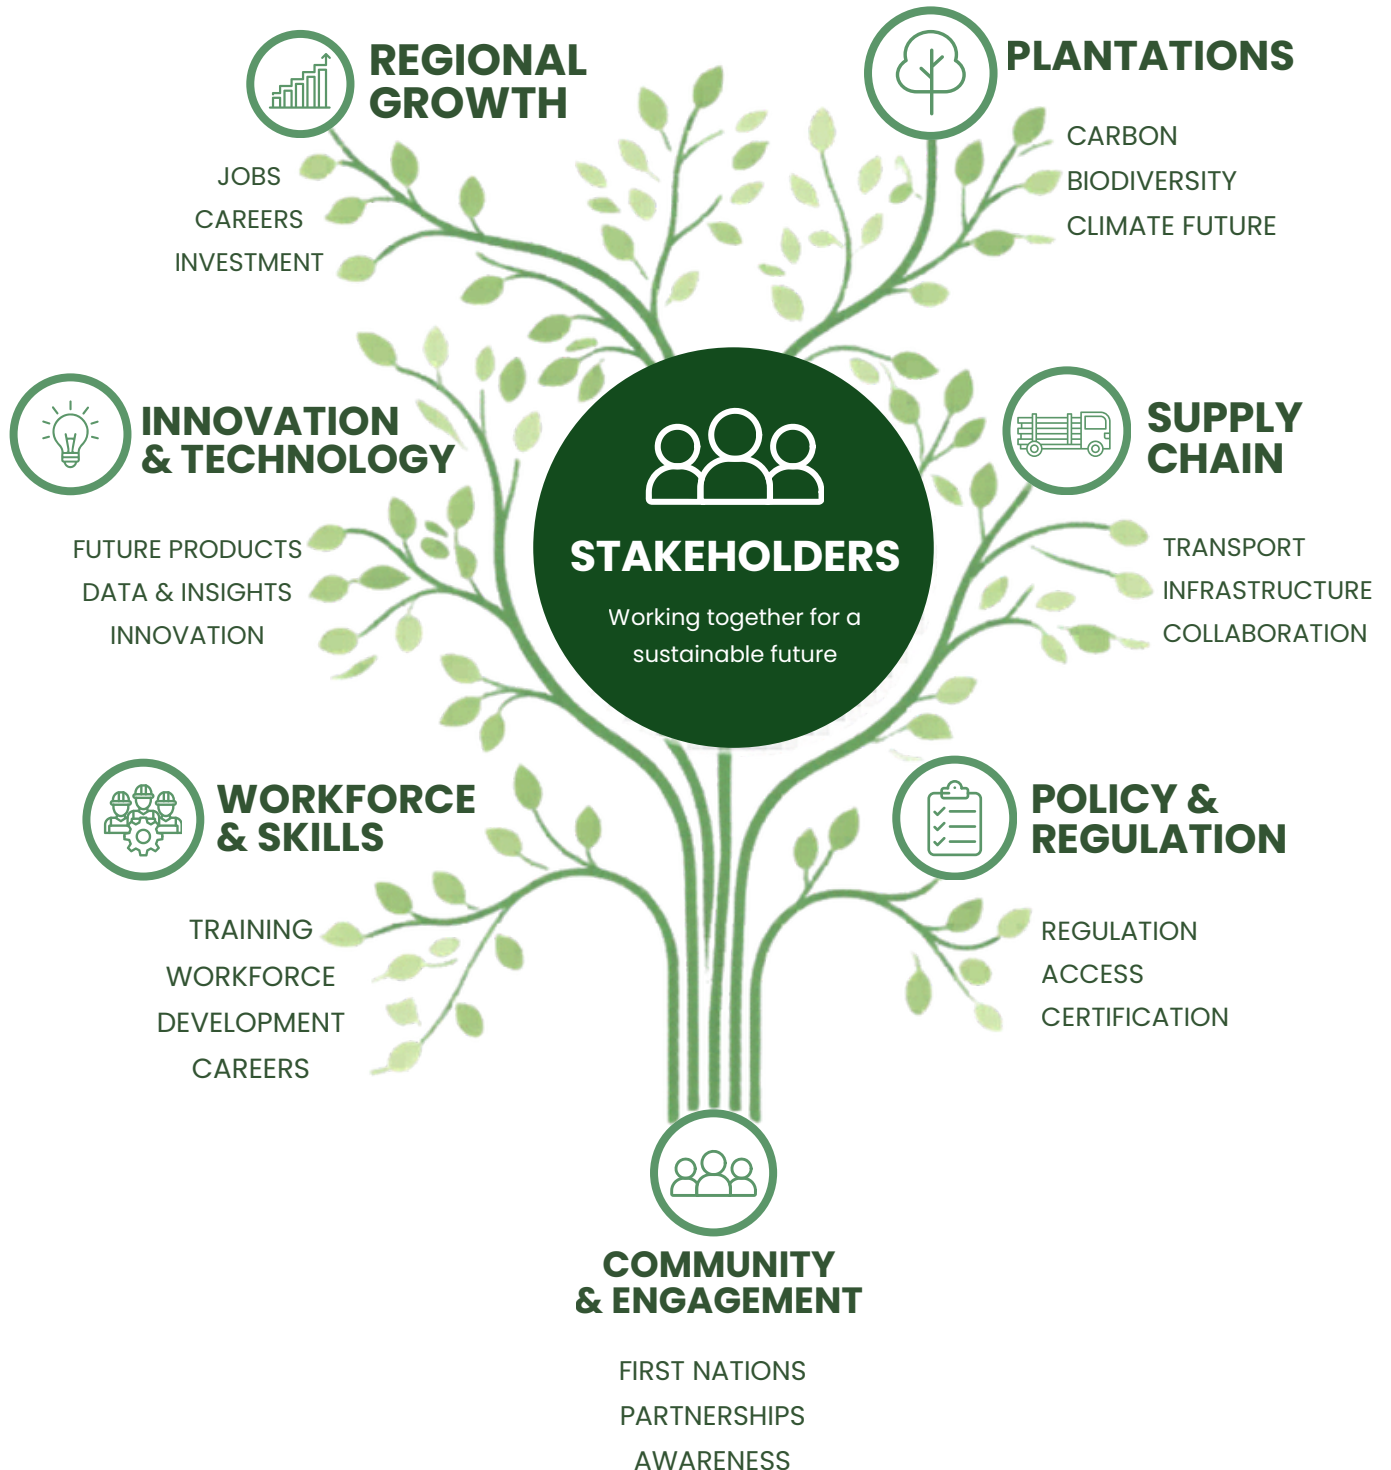 REGIONAL
GROWTH
JOBS
CAREERS
INVESTMENT
PLANTATIONS
CARBON
BIODIVERSITY
CLIMATE FUTURE
INNOVATION
& TECHNOLOGY
FUTURE PRODUCTS
DATA & INSIGHTS
INNOVATION
STAKEHOLDERS
Working together for a
sustainable future
SUPPLY
CHAIN
TRANSPORT
INFRASTRUCTURE
COLLABORATION
WORKFORCE
& SKILLS
TRAINING
WORKFORCE
DEVELOPMENT
CAREERS
POLICY &
REGULATION
REGULATION
ACCESS
CERTIFICATION
COMMUNITY
& ENGAGEMENT
FIRST NATIONS
PARTNERSHIPS
AWARENESS